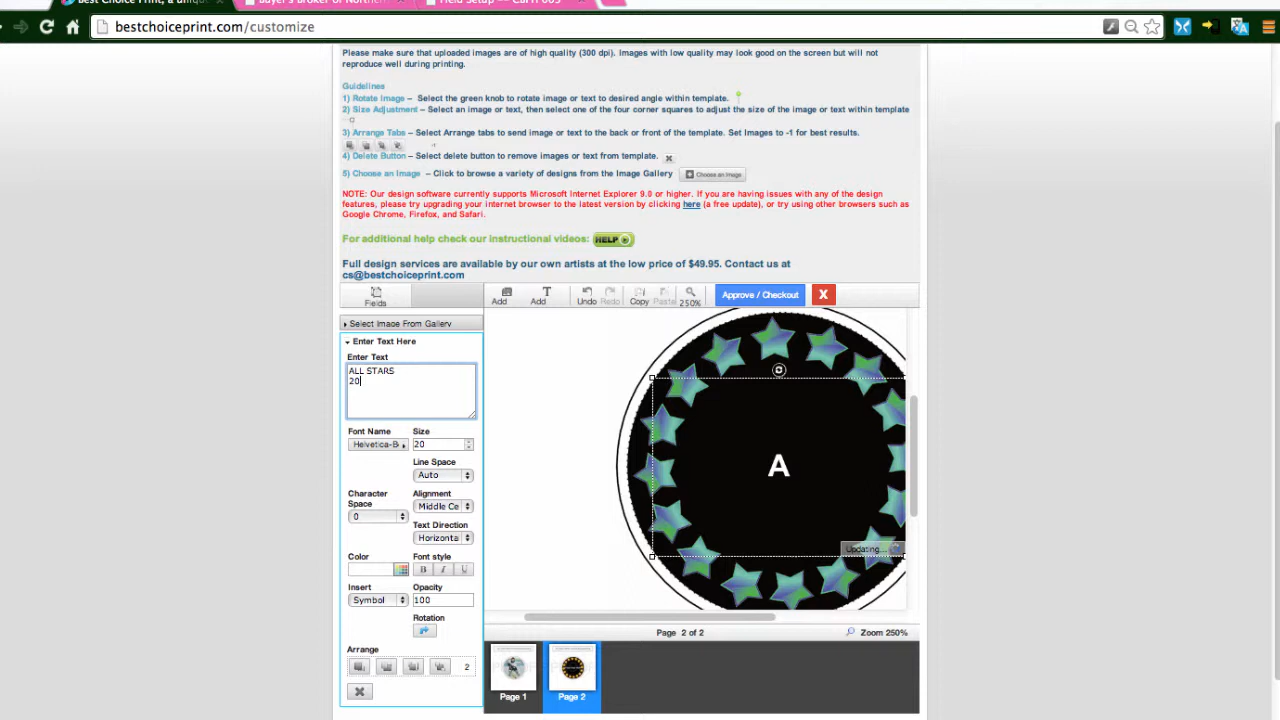 Best Choice Print, a uniqu
Buyer's Broker of Northern
Field Setup
bestchoiceprint.com/customize
Please make sure that uploaded images are of high quality (300 dpi). Images with low quality may look good on the screen but will not
reproduce well during printing.
Guidelines
1) Rotate Image – Select the green knob to rotate image or text to desired angle within template.
2) Size Adjustment – Select an image or text, then select one of the four corner squares to adjust the size of the image or text within template
3) Arrange Tabs – Select Arrange tabs to send image or text to the back or front of the template. Set Images to -1 for best results.
4) Delete Button – Select delete button to remove images or text from template.
5) Choose an Image – Click to browse a variety of designs from the Image Gallery Choose an Image
NOTE: Our design software currently supports Microsoft Internet Explorer 9.0 or higher. If you are having issues with any of the design
features, please try upgrading your internet browser to the latest version by clicking here (a free update), or try using other browsers such as
Google Chrome, Firefox, and Safari.
For additional help check our instructional videos: HELP
Full design services are available by our own artists at the low price of $49.95. Contact us at
cs@bestchoiceprint.com
Fields
Add Add Undo Redo Copy Paste 250% Approve / Checkout X
Select Image From Gallery
Enter Text Here
Enter Text
ALL STARS
20
Font Name Size
Helvetica-B 20
Line Space
Auto
Character
Space
0
Alignment
Middle Ce
Text Direction
Horizonta
Color Font style
B I U
Insert Opacity
Symbol 100
Rotation
Arrange
2
A
Updating...
Page 2 of 2 Zoom 250%
Page 1 Page 2